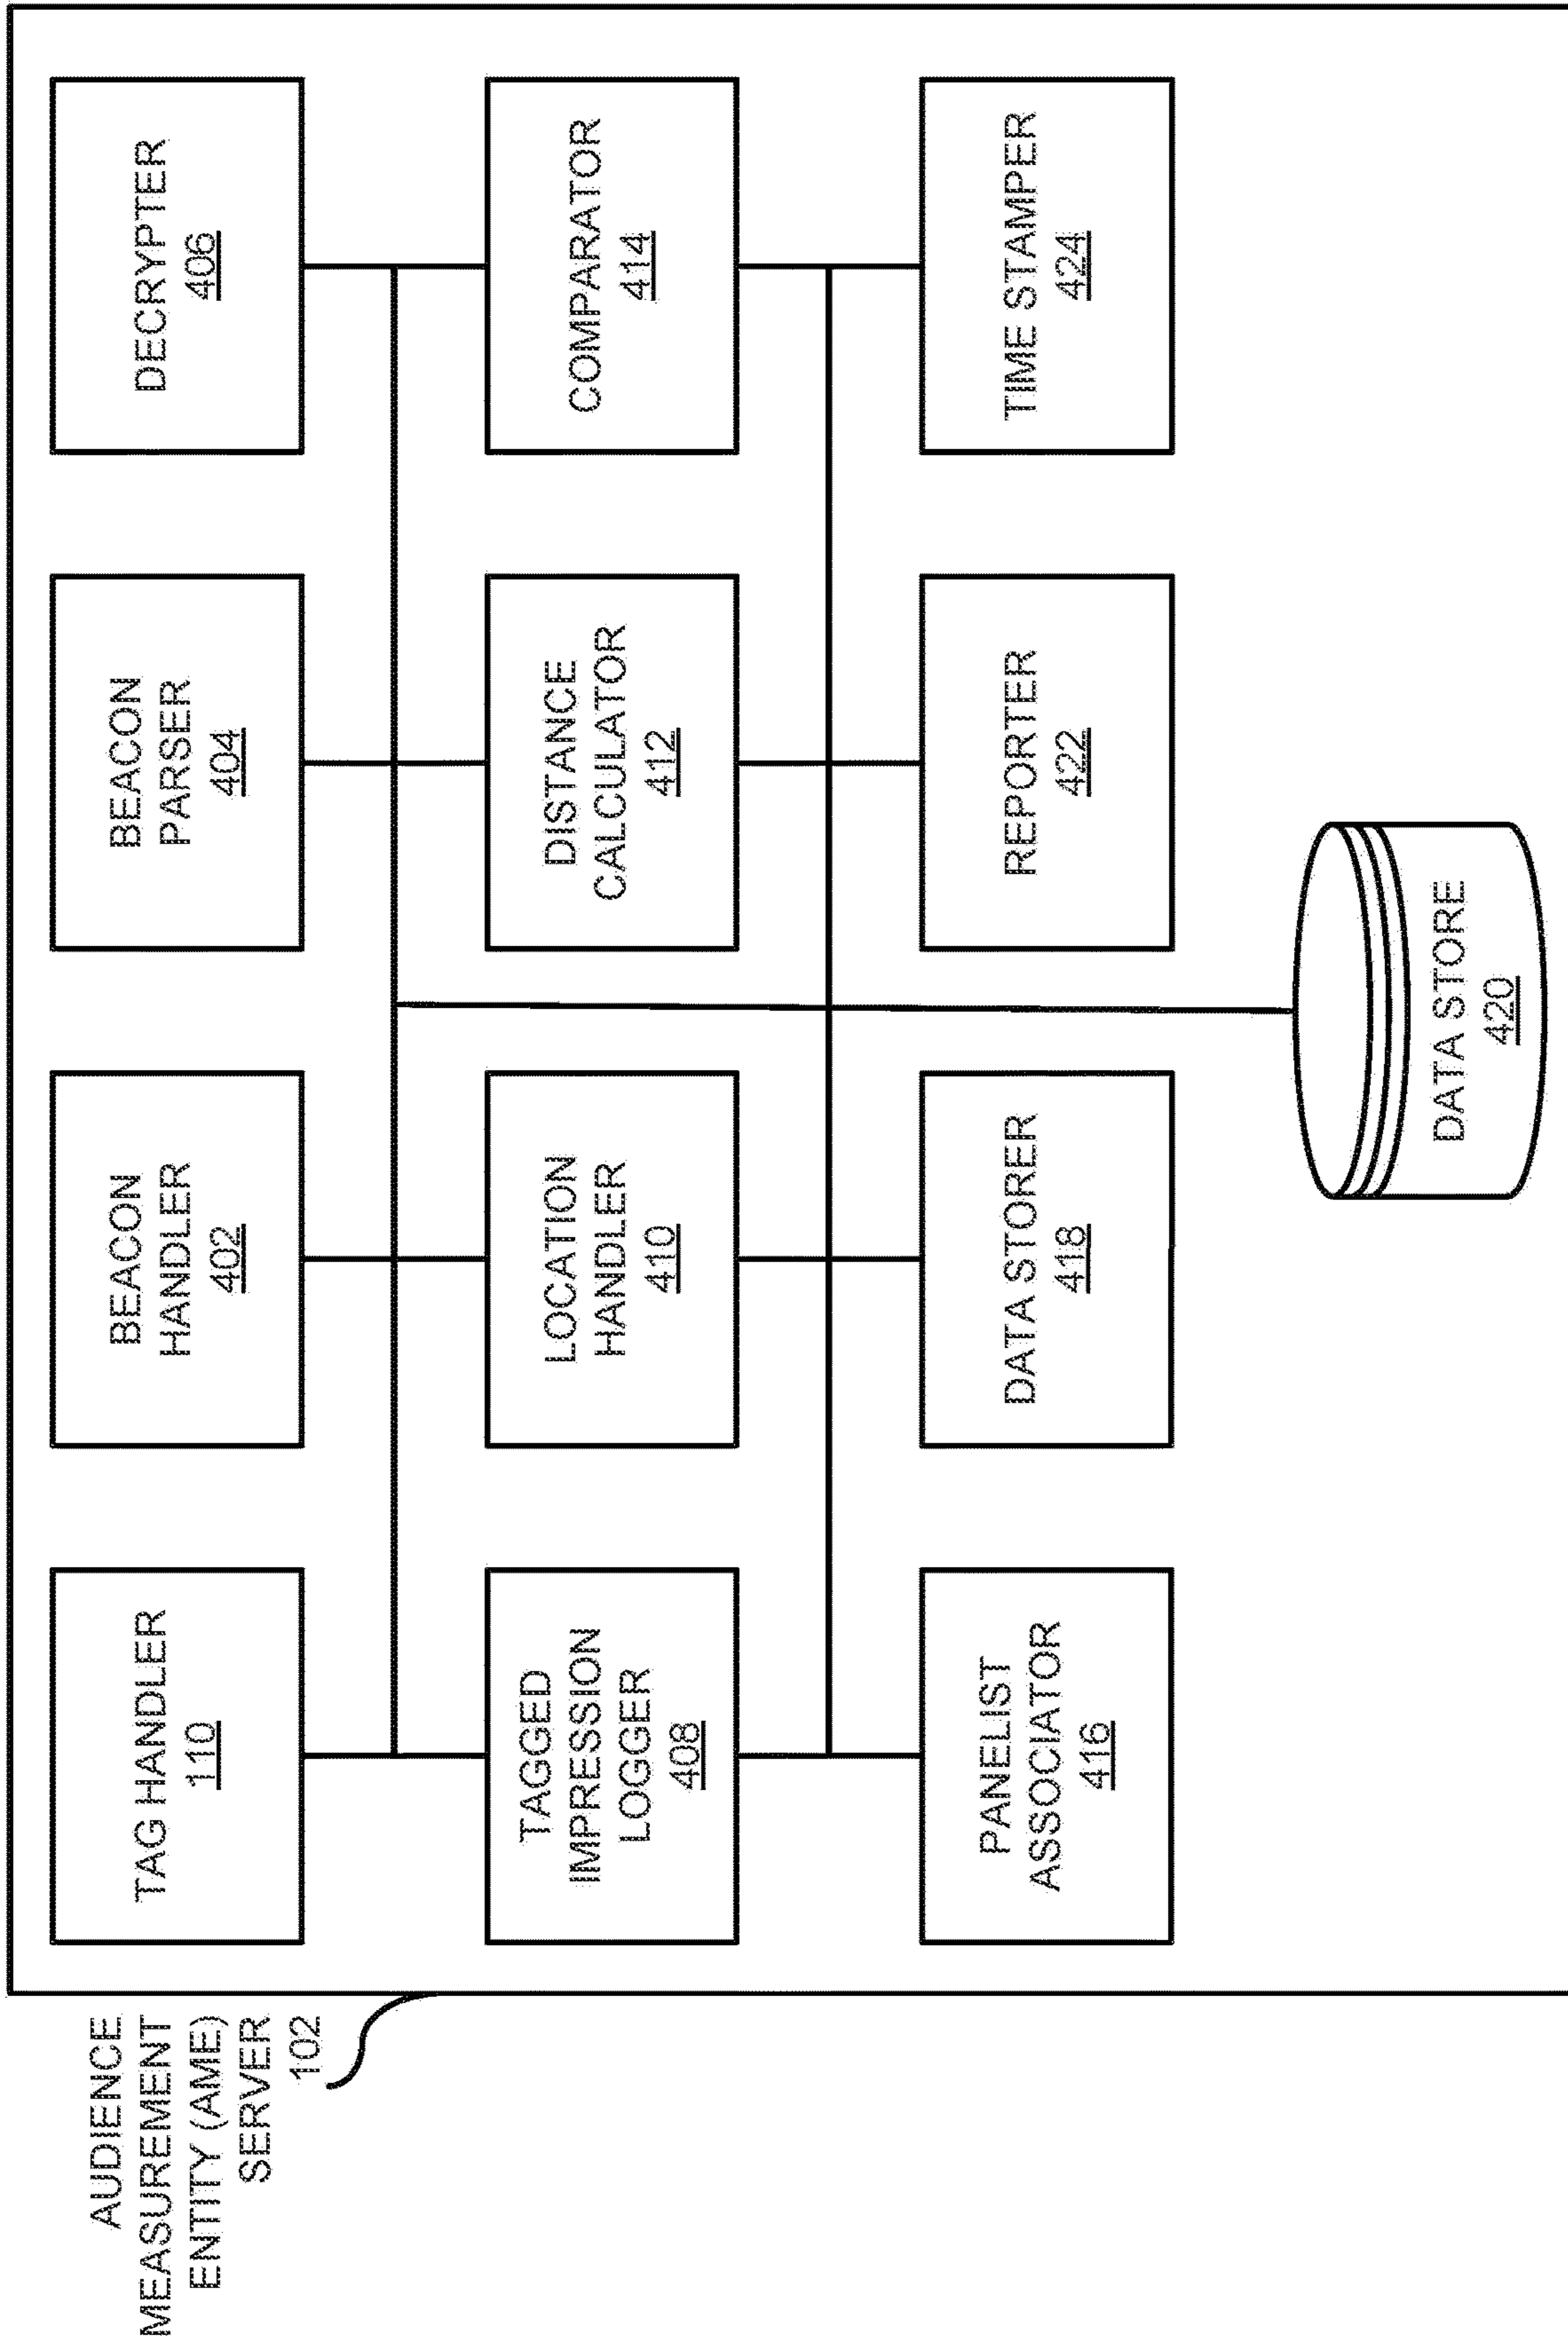 AUDIENCE
MEASUREMENT
ENTITY (AME)
SERVER
102
TAG HANDLER
110
BEACON
HANDLER
402
BEACON
PARSER
404
DECRYPTER
406
TAGGED
IMPRESSION
LOGGER
408
LOCATION
HANDLER
410
DISTANCE
CALCULATOR
412
COMPARATOR
414
PANELIST
ASSOCIATOR
416
DATA STORER
418
REPORTER
422
TIME STAMPER
424
DATA STORE
420